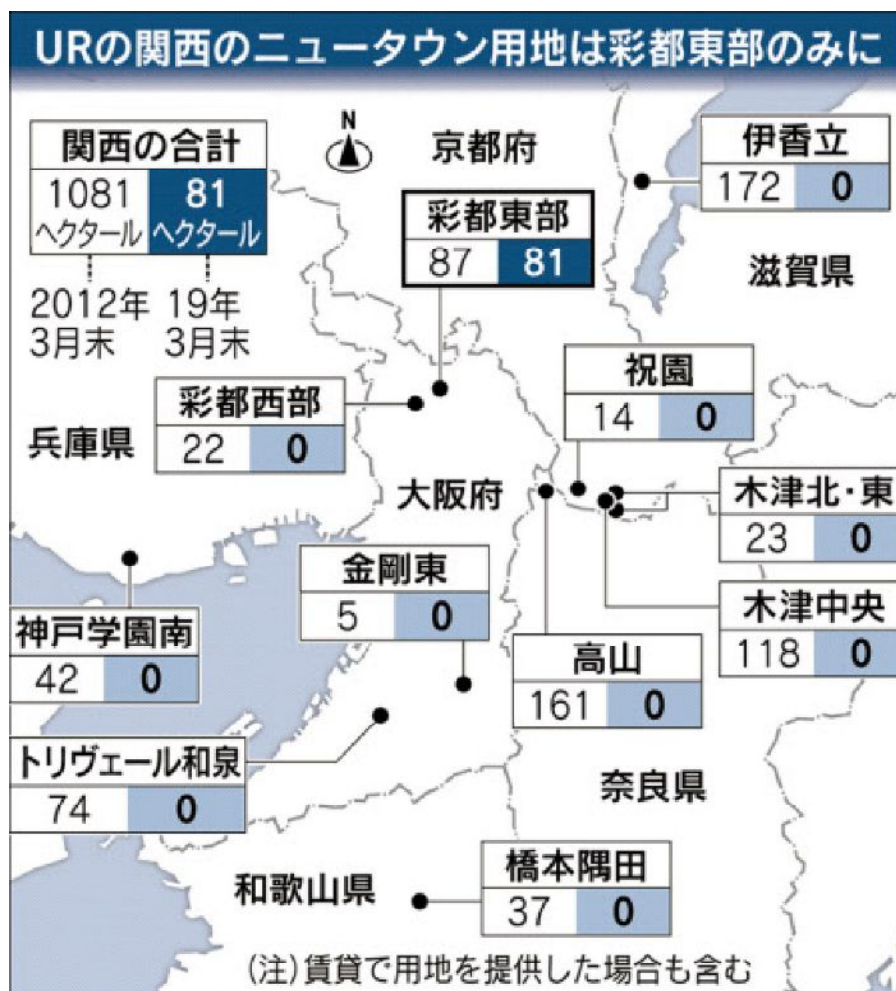 URの関西のニュータウン用地は彩都東部のみに
関西の合計
1081 81
ヘクタール ヘクタール
2012年 19年
3月末 3月末
N
京都府
伊香立
172 0
彩都東部
87 81
滋賀県
祝園
14 0
彩都西部
22 0
兵庫県
大阪府
木津北・東
23 0
金剛東
5 0
木津中央
118 0
神戸学園南
42 0
高山
161 0
トリヴェール和泉
74 0
奈良県
橋本隅田
37 0
和歌山県
(注)賃貸で用地を提供した場合も含む